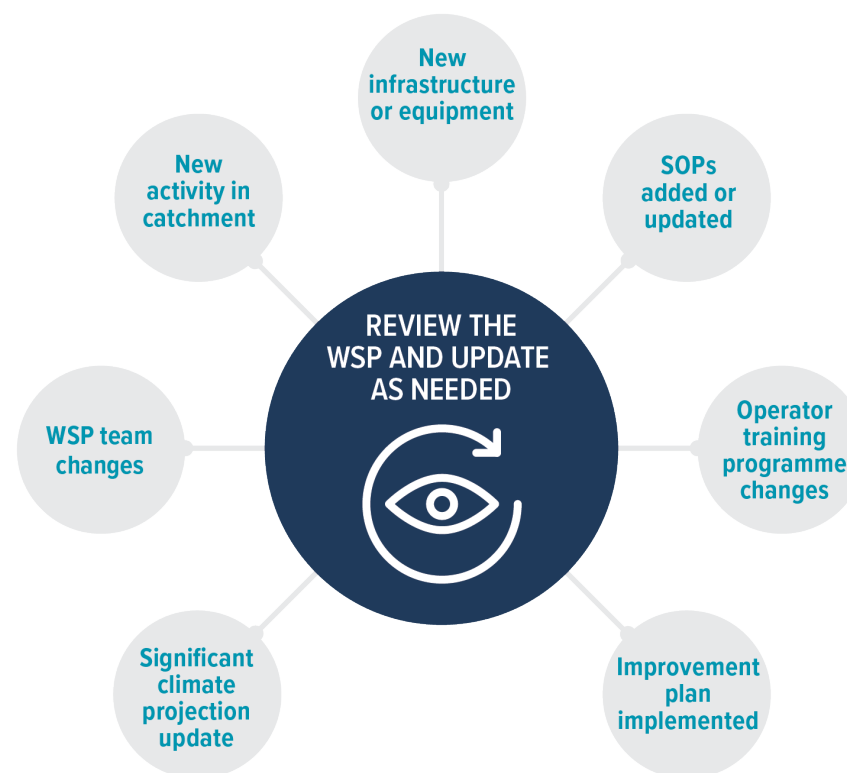 New
infrastructure
or equipment
New
activity in
catchment
SOPs
added or
updated
REVIEW THE
WSP AND UPDATE
AS NEEDED
WSP team
changes
Operator
training
programme
changes
Significant
climate
projection
update
Improvement
plan
implemented